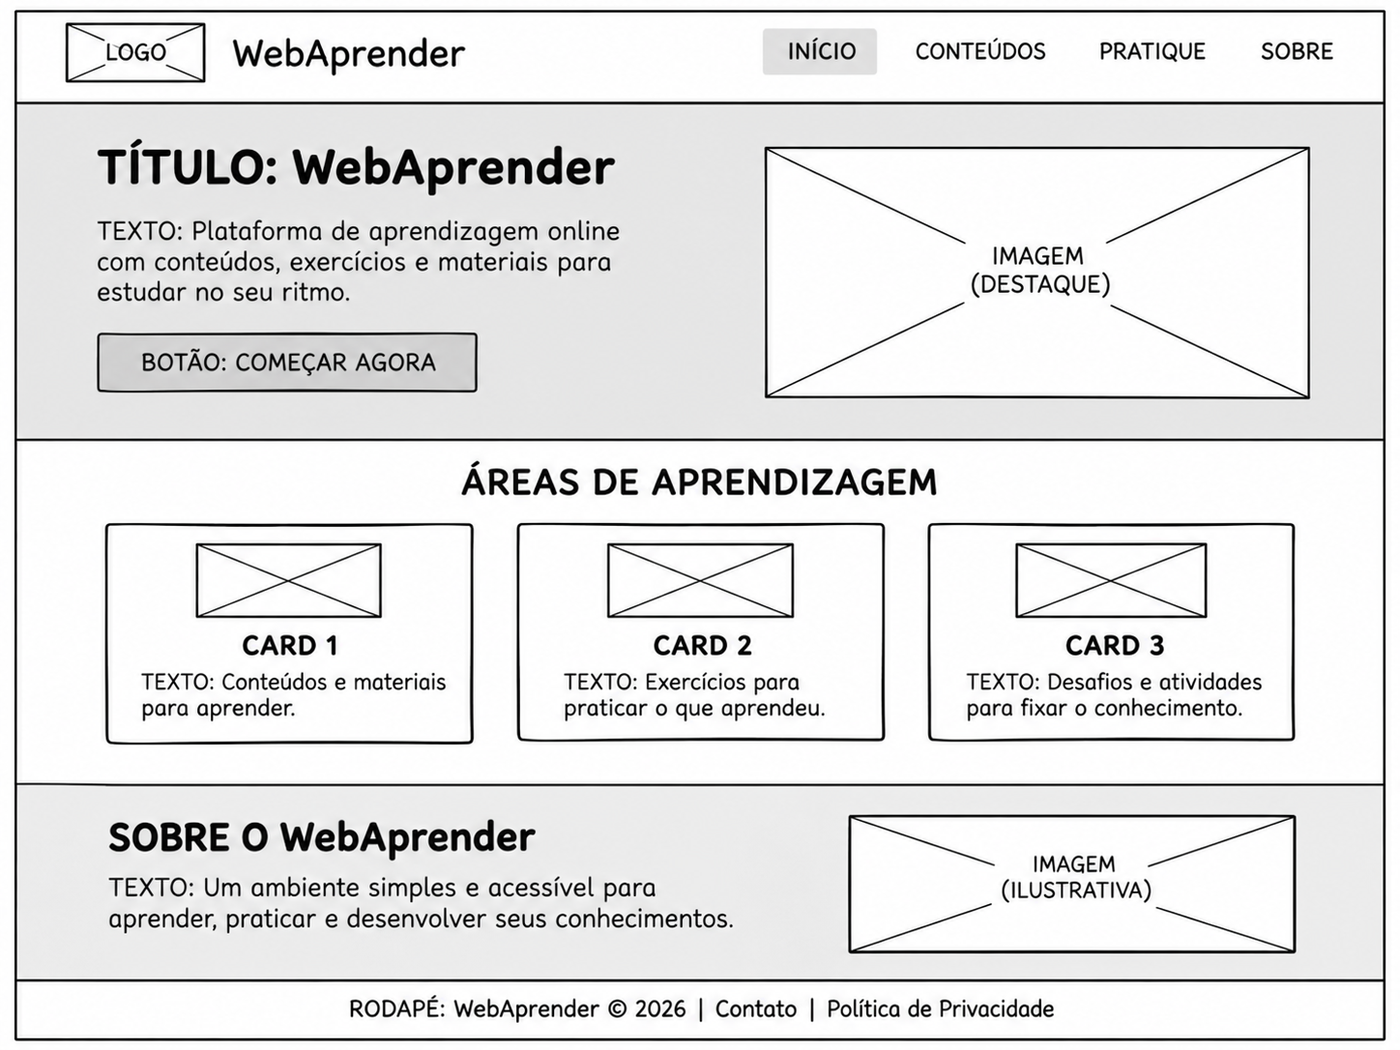 LOGO
WebAprender
INÍCIO
CONTEÚDOS
PRATIQUE
SOBRE
TÍTULO: WebAprender
TEXTO: Plataforma de aprendizagem online
com conteúdos, exercícios e materiais para
estudar no seu ritmo.
BOTÃO: COMEÇAR AGORA
IMAGEM
(DESTAQUE)
ÁREAS DE APRENDIZAGEM
CARD 1
TEXTO: Conteúdos e materiais
para aprender.
CARD 2
TEXTO: Exercícios para
praticar o que aprendeu.
CARD 3
TEXTO: Desafios e atividades
para fixar o conhecimento.
SOBRE O WebAprender
TEXTO: Um ambiente simples e acessível para
aprender, praticar e desenvolver seus conhecimentos.
IMAGEM
(ILUSTRATIVA)
RODAPÉ: WebAprender © 2026 | Contato | Política de Privacidade